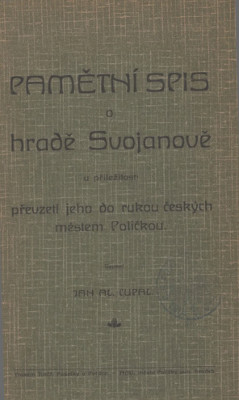 PAMĚTNÍ SPIS
o
hradě Svojanově
u příležitosti
převzetí jeho do rukou českých
městem Poličkou.
JAN AL. CUPAL